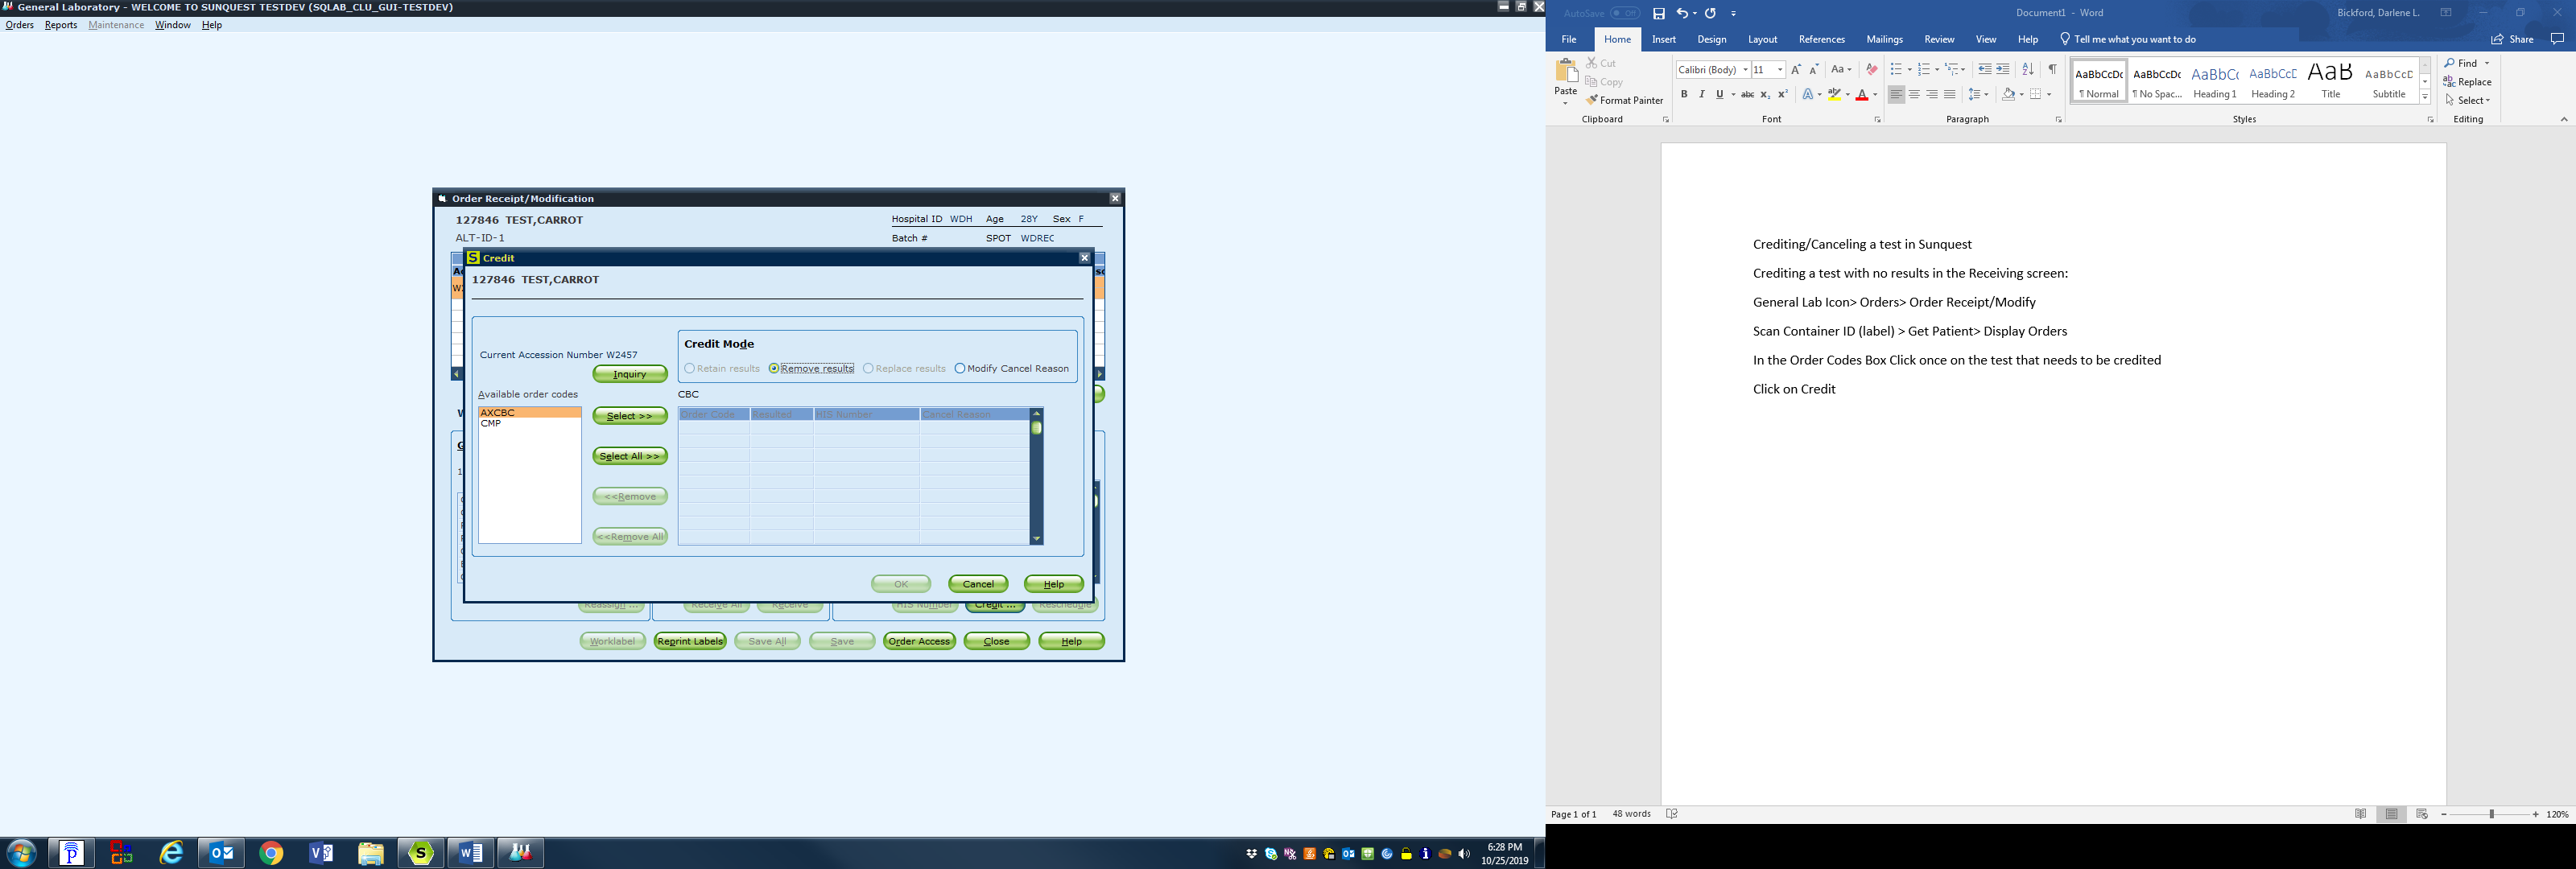 General Laboratory - WELCOME TO SUNQUEST TESTDEV (SQLAB_CLU_GUI-TESTDEV)
Orders Reports Maintenance Window Help
Order Receipt/Modification
127846 TEST,CARROT
Hospital ID WDH Age 28Y Sex F
ALT-ID-1
Batch # SPOT WDREC
Credit
127846 TEST,CARROT
Current Accession Number W2457
Inquiry
Credit Mode
Retain results Remove results Replace results Modify Cancel Reason
Available order codes
CBC
AXCBC
CMP
Select >>
Select All >>
<<Remove
<<Remove All
Order Code Resulted HIS Number Cancel Reason
OK Cancel Help
Reassign ... Receive All Receive HIS Number Credit ... Reschedule
Worklabel Reprint Labels Save All Save Order Access Close Help
6:28 PM
10/25/2019
AutoSave Off
Document1 - Word
Bickford, Darlene L.
File Home Insert Design Layout References Mailings Review View Help Tell me what you want to do
Share
Paste
Cut
Copy
Format Painter
Clipboard
Calibri (Body) 11
Font
Paragraph
AaBbCcDc AaBbCcDc AaBbC( AaBbCcE AaB AaBbCcD
¶ Normal ¶ No Spac... Heading 1 Heading 2 Title Subtitle
Styles
Find
Replace
Select
Editing
Crediting/Canceling a test in Sunquest
Crediting a test with no results in the Receiving screen:
General Lab Icon> Orders> Order Receipt/Modify
Scan Container ID (label) > Get Patient> Display Orders
In the Order Codes Box Click once on the test that needs to be credited
Click on Credit
Page 1 of 1 48 words
120%